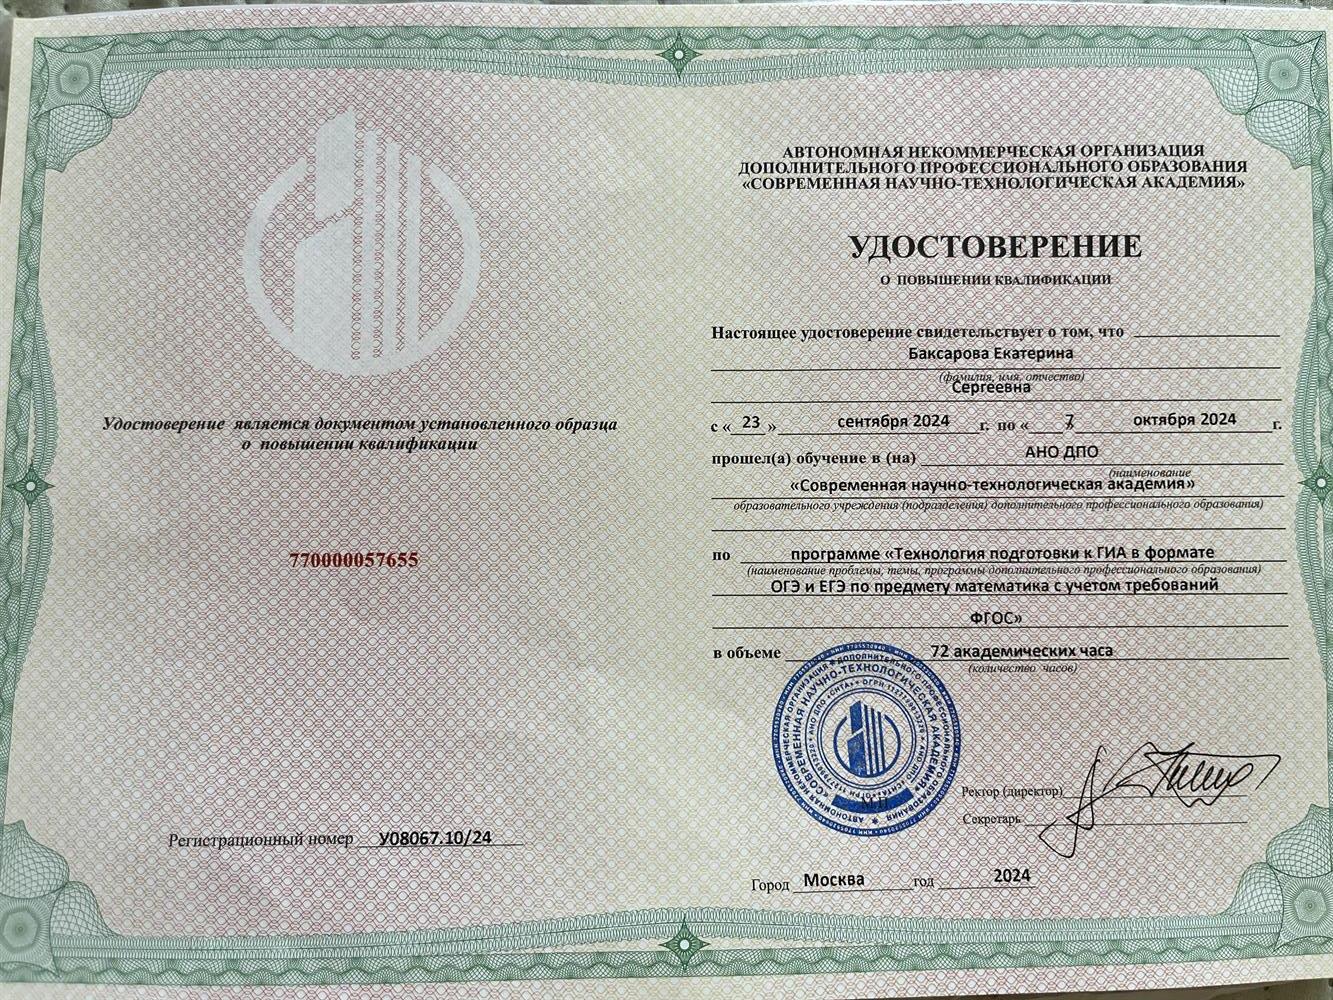 Удостоверение является документом установленного образца
о повышении квалификации
770000057655
Регистрационный номер У08067.10/24
АВТОНОМНАЯ НЕКОММЕРЧЕСКАЯ ОРГАНИЗАЦИЯ
ДОПОЛНИТЕЛЬНОГО ПРОФЕССИОНАЛЬНОГО ОБРАЗОВАНИЯ
«СОВРЕМЕННАЯ НАУЧНО-ТЕХНОЛОГИЧЕСКАЯ АКАДЕМИЯ»
УДОСТОВЕРЕНИЕ
О ПОВЫШЕНИИ КВАЛИФИКАЦИИ
Настоящее удостоверение свидетельствует о том, что
Баксарова Екатерина
(фамилия, имя, отчество)
Сергеевна
с « 23 » сентября 2024 г. по « 7 октября 2024 г.
прошел(а) обучение в (на) АНО ДПО
(наименование
«Современная научно-технологическая академия»
образовательного учреждения (подразделения) дополнительного профессионального образования)
по программе «Технология подготовки к ГИА в формате
(наименование проблемы, темы, программы дополнительного профессионального образования)
ОГЭ и ЕГЭ по предмету математика с учетом требований
ФГОС»
в объеме 72 академических часа
(количество часов)
«СОВРЕМЕННАЯ НАУЧНО-ТЕХНОЛОГИЧЕСКАЯ АКАДЕМИЯ»
М.П.
Ректор (директор)
Секретарь
Город Москва год 2024